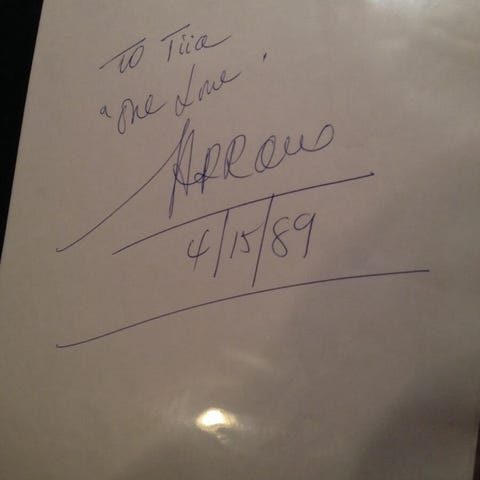 To Tiia
"One Love.
ARROW
4/15/89